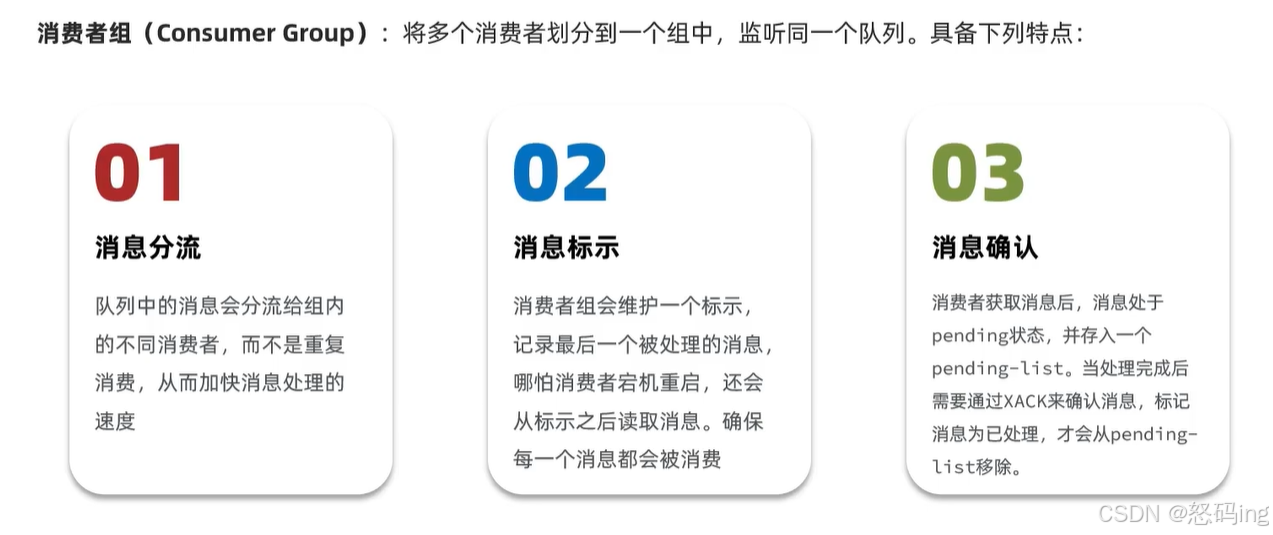 消费者组（Consumer Group）：将多个消费者划分到一个组中，监听同一个队列。具备下列特点：
01
消息分流
队列中的消息会分流给组内
的不同消费者，而不是重复
消费，从而加快消息处理的
速度
02
消息标示
消费者组会维护一个标示，
记录最后一个被处理的消息，
哪怕消费者宕机重启，还会
从标示之后读取消息。确保
每一个消息都会被消费
03
消息确认
消费者获取消息后，消息处于
pending状态，并存入一个
pending-list。当处理完成后
需要通过XACK来确认消息，标记
消息为已处理，才会从pending-
list移除。
CSDN @怒码ing